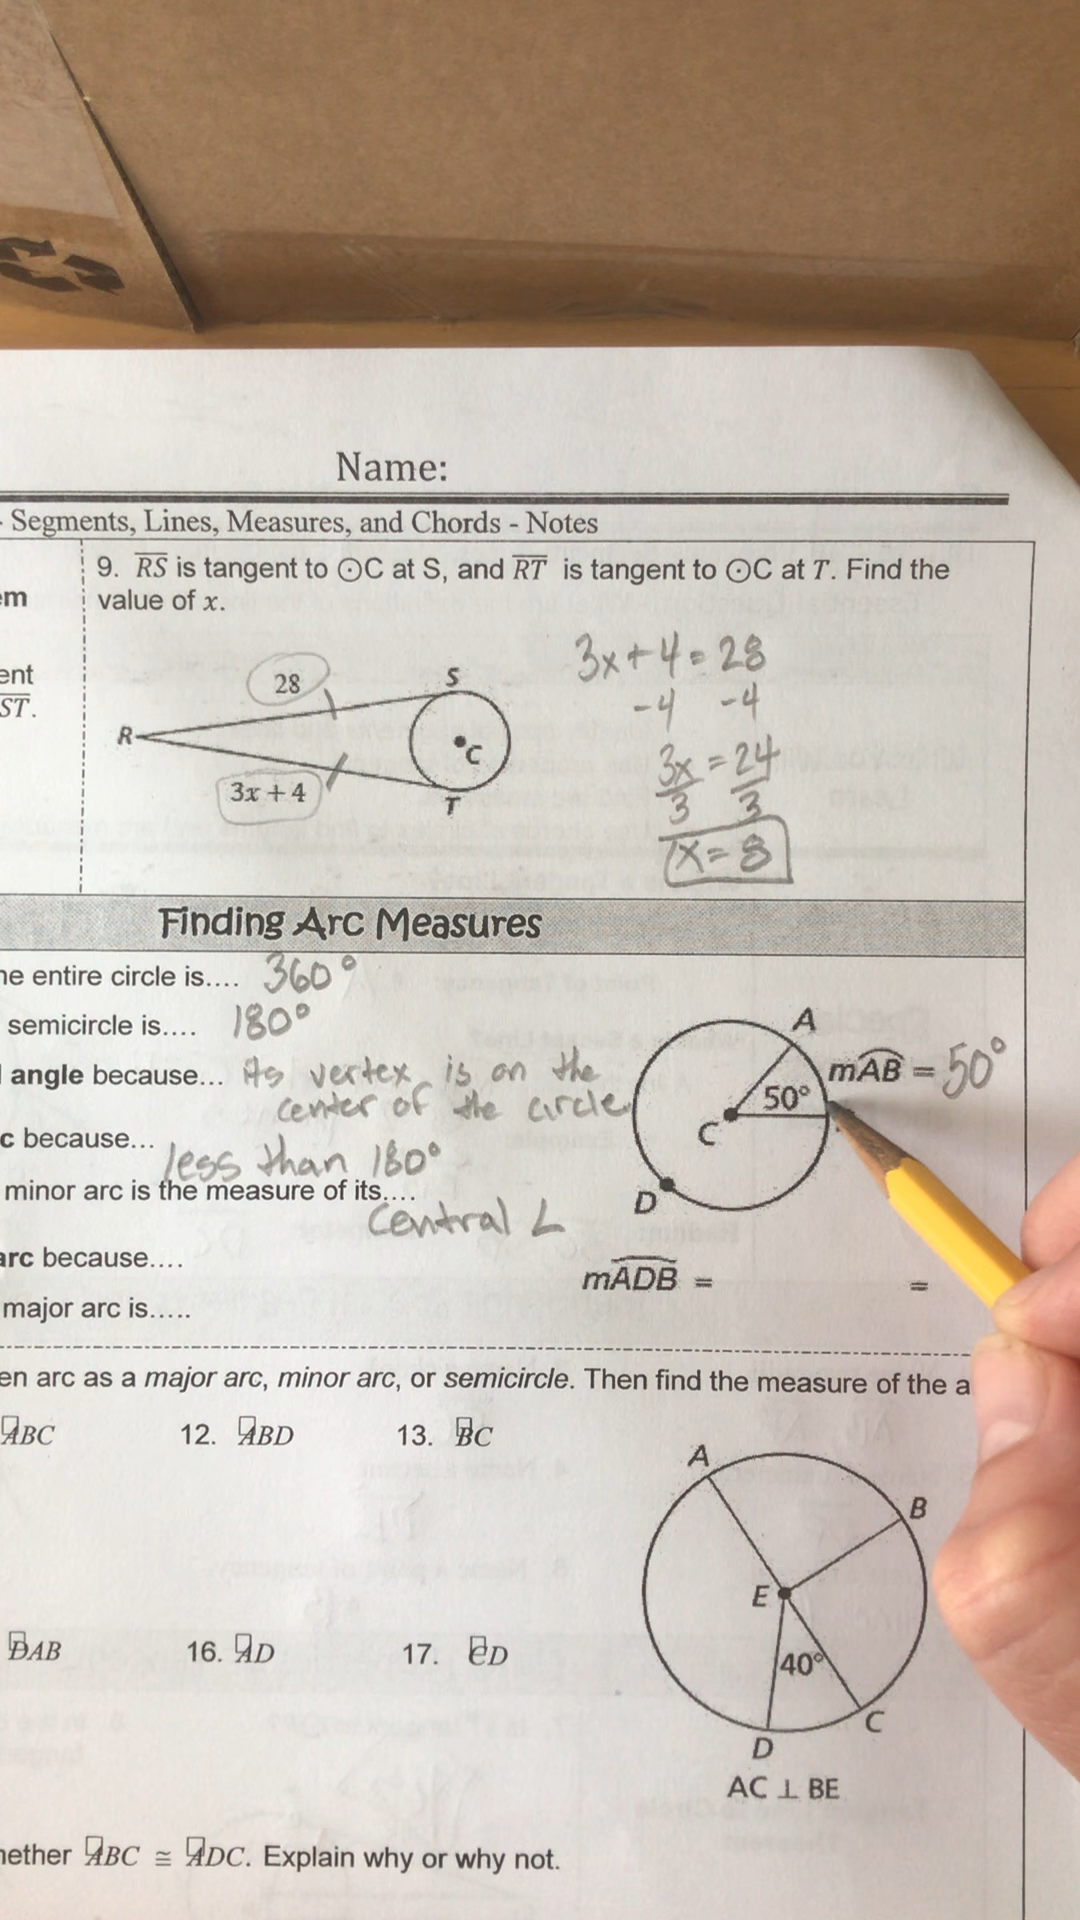 Name:
Segments, Lines, Measures, and Chords - Notes
9. RS is tangent to ⊙C at S, and RT is tangent to ⊙C at T. Find the
value of x.
ent
ST.
28
S
R
C
3x + 4
T
3x + 4 = 28
-4 -4
3x = 24
3 3
x = 8
Finding Arc Measures
entire circle is.... 360°
semicircle is.... 180°
angle because... its vertex is on the
center of the circle
c because...
less than 180°
minor arc is the measure of its....
Central ∠
arc because....
major arc is.....
A
mAB = 50°
50°
C
D
mADB = =
en arc as a major arc, minor arc, or semicircle. Then find the measure of the a
ABC
12. ABD
13. BC
DAB
16. AD
17. CD
A
B
E
40°
C
D
AC ⊥ BE
hether ABC ≅ ADC. Explain why or why not.